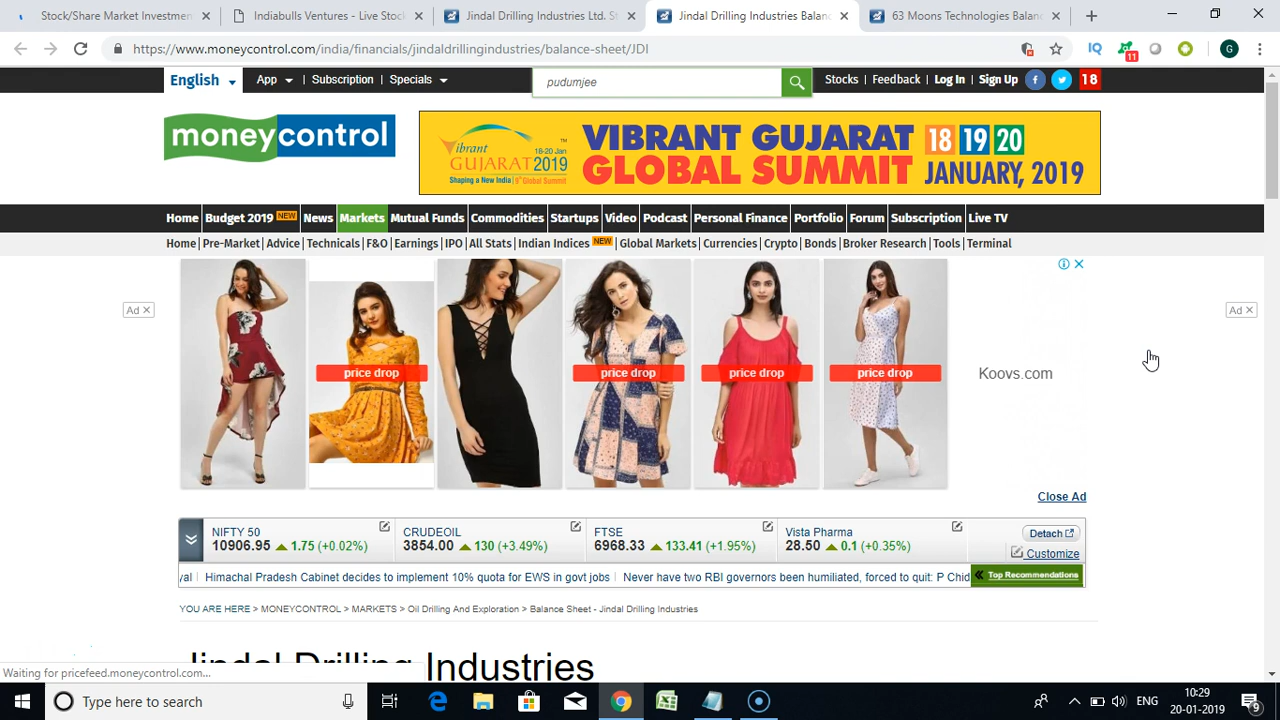 Stock/Share Market Investmen
Indiabulls Ventures - Live Stock
Jindal Drilling Industries Ltd. St
Jindal Drilling Industries Balan
63 Moons Technologies Balan
https://www.moneycontrol.com/india/financials/jindaldrillingindustries/balance-sheet/JDI
IQ
11
G
English
App
Subscription
Specials
pudumjee
Stocks
Feedback
Log In
Sign Up
18
moneycontrol
Vibrant
GUJARAT
18-20 Jan
2019
Shaping a New India
Global Summit
VIBRANT GUJARAT 18 19 20
GLOBAL SUMMIT JANUARY, 2019
Home Budget 2019 NEW News Markets Mutual Funds Commodities Startups Video Podcast Personal Finance Portfolio Forum Subscription Live TV
Home| Pre-Market| Advice| Technicals| F&O| Earnings| IPO| All Stats| Indian Indices NEW | Global Markets| Currencies| Crypto| Bonds| Broker Research| Tools| Terminal
Ad
Ad
price drop
price drop
price drop
price drop
Koovs.com
Close Ad
NIFTY 50
10906.95 1.75 (+0.02%)
CRUDEOIL
3854.00 130 (+3.49%)
FTSE
6968.33 133.41 (+1.95%)
Vista Pharma
28.50 0.1 (+0.35%)
Detach
Customize
yal | Himachal Pradesh Cabinet decides to implement 10% quota for EWS in govt jobs | Never have two RBI governors been humiliated, forced to quit: P Chid
Top Recommendations
YOU ARE HERE > MONEYCONTROL > MARKETS > Oil Drilling And Exploration > Balance Sheet - Jindal Drilling Industries
Jindal Drilling Industries
Waiting for pricefeed.moneycontrol.com...
Type here to search
ENG
10:29
20-01-2019
9